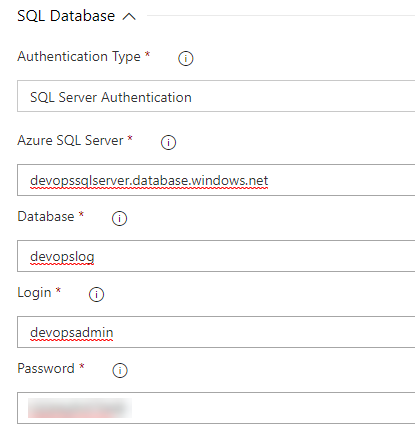 SQL Database
Authentication Type *
SQL Server Authentication
Azure SQL Server *
devopssqlserver.database.windows.net
Database *
devopslog
Login *
devopsadmin
Password *